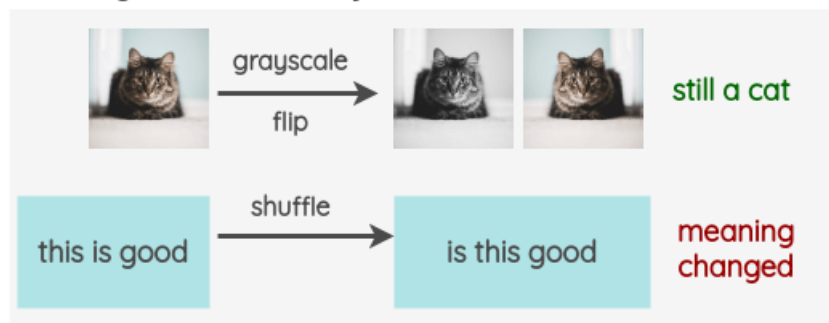 grayscale
flip
still a cat
this is good
shuffle
is this good
meaning
changed